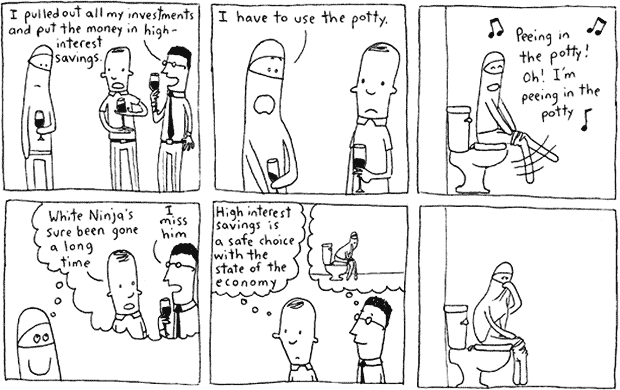 I pulled out all my investments
and put the money in high-
interest
savings.
I have to use the potty.
Peeing in
the potty!
Oh! I'm
peeing in the
potty
White Ninja's
sure been gone
a long
time
I
miss
him
High interest
savings is
a safe choice
with the
state of the
economy